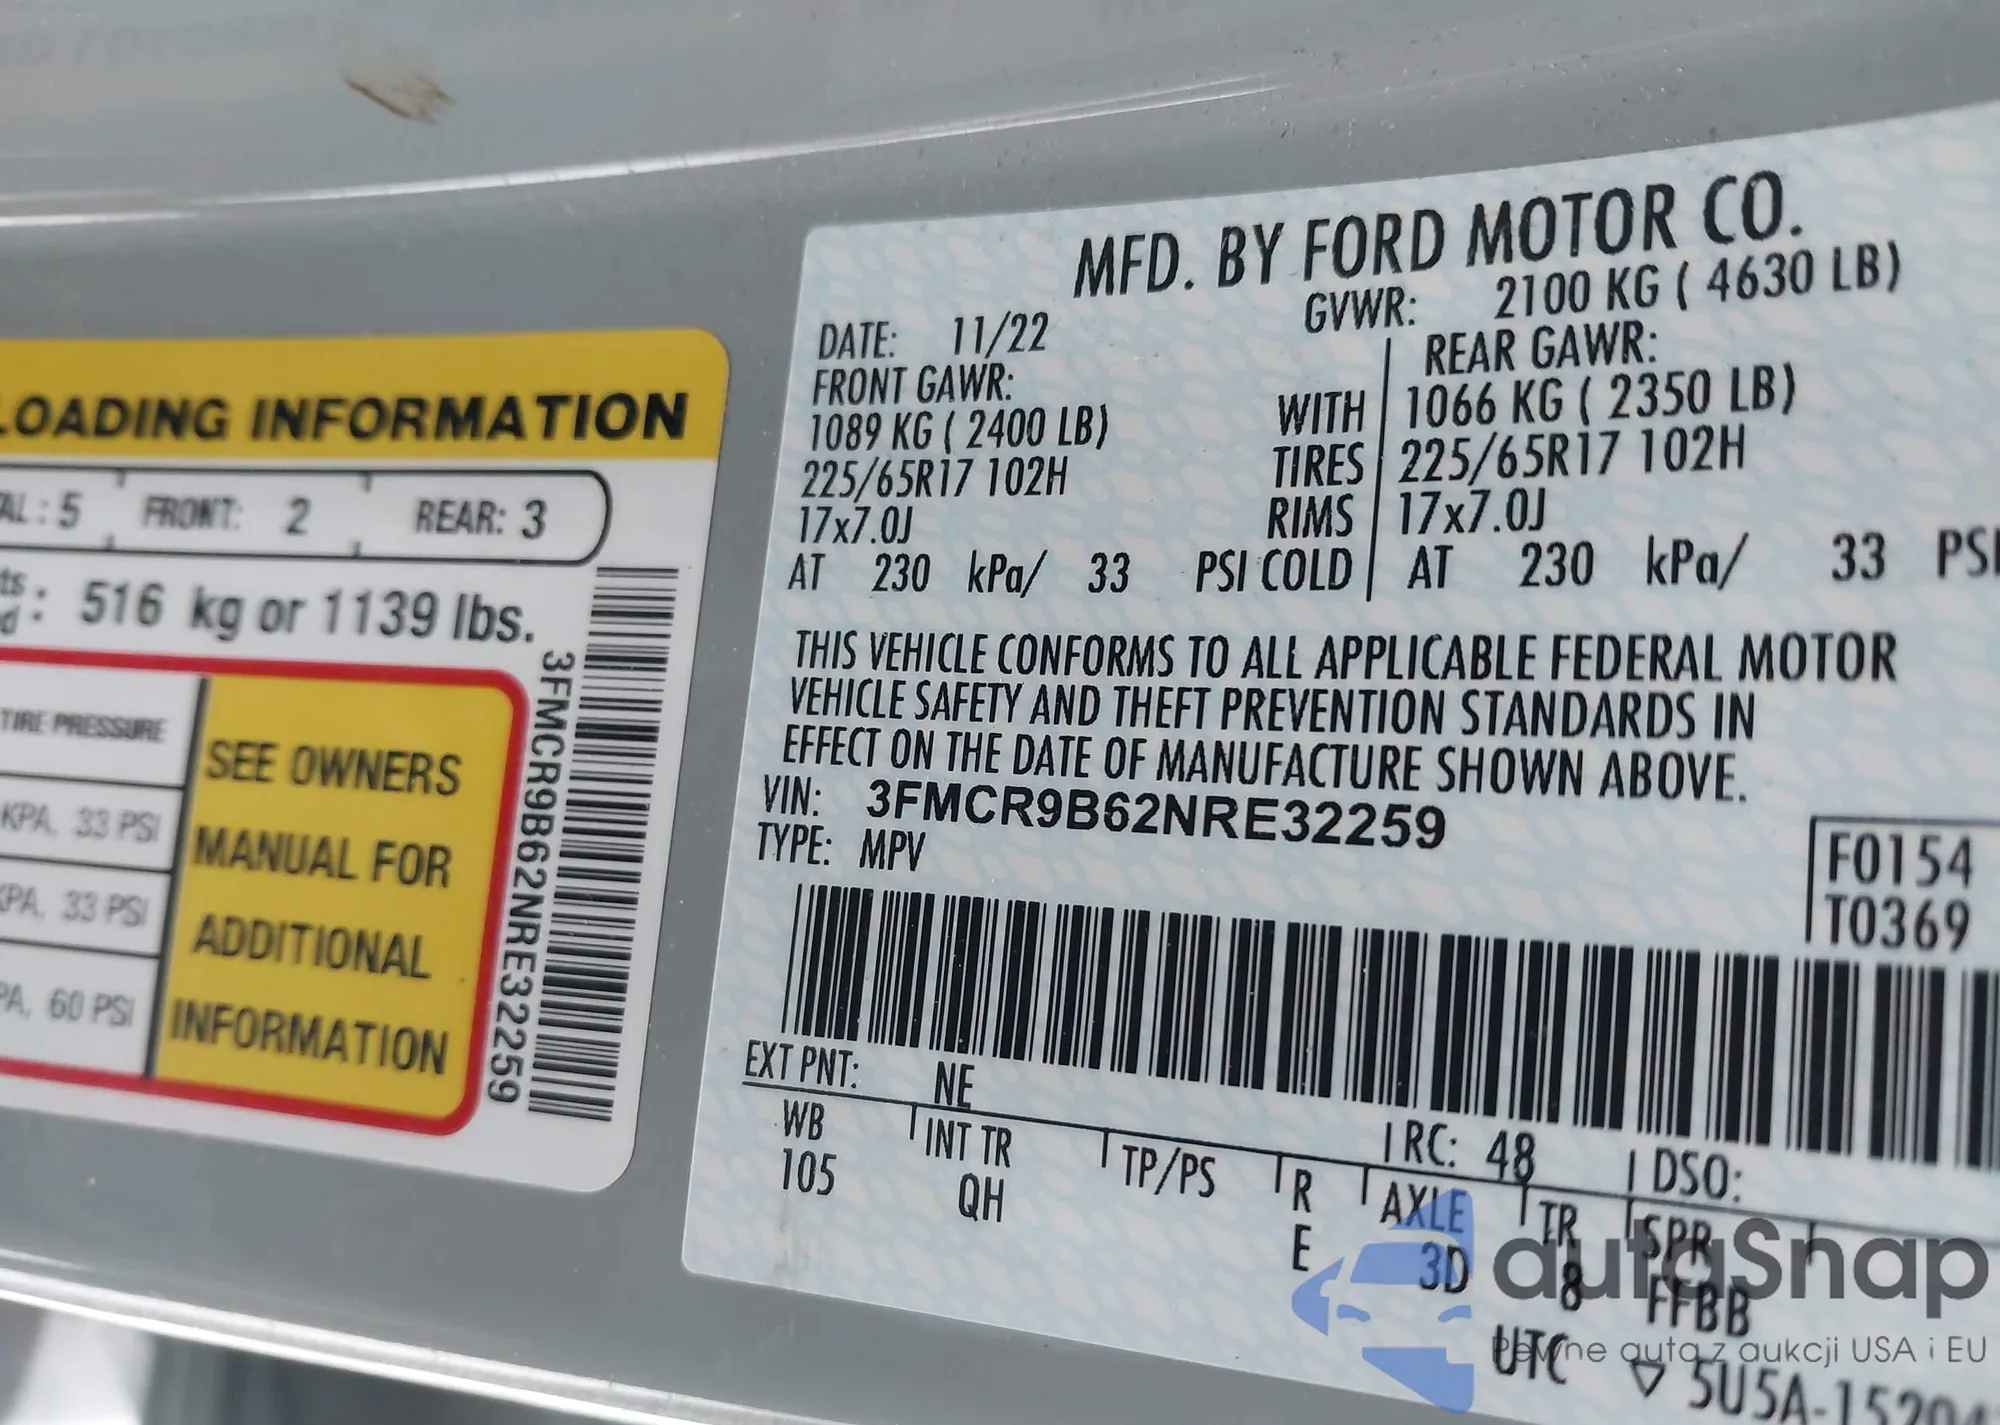 LOADING INFORMATION
AL: 5 FRONT: 2 REAR: 3
516 kg or 1139 lbs.
TIRE PRESSURE
KPA, 33 PSI
KPA, 33 PSI
PA, 60 PSI
SEE OWNERS
MANUAL FOR
ADDITIONAL
INFORMATION
3FMCR9B62NRE32259
MFD. BY FORD MOTOR CO.
DATE: 11/22 GVWR: 2100 KG ( 4630 LB)
FRONT GAWR: REAR GAWR:
1089 KG ( 2400 LB) WITH 1066 KG ( 2350 LB)
225/65R17 102H TIRES 225/65R17 102H
17x7.0J RIMS 17x7.0J
AT 230 kPa/ 33 PSI COLD AT 230 kPa/ 33 PSI
THIS VEHICLE CONFORMS TO ALL APPLICABLE FEDERAL MOTOR
VEHICLE SAFETY AND THEFT PREVENTION STANDARDS IN
EFFECT ON THE DATE OF MANUFACTURE SHOWN ABOVE.
VIN: 3FMCR9B62NRE32259
TYPE: MPV
F0154
T0369
EXT PNT: NE RC: 48 DSO:
WB INT TR TP/PS R AXLE TR SPR
105 QH E 3D 8 FFBB
UTC 5U5A-15204
autaSnap
Pewne auta z aukcji USA i EU